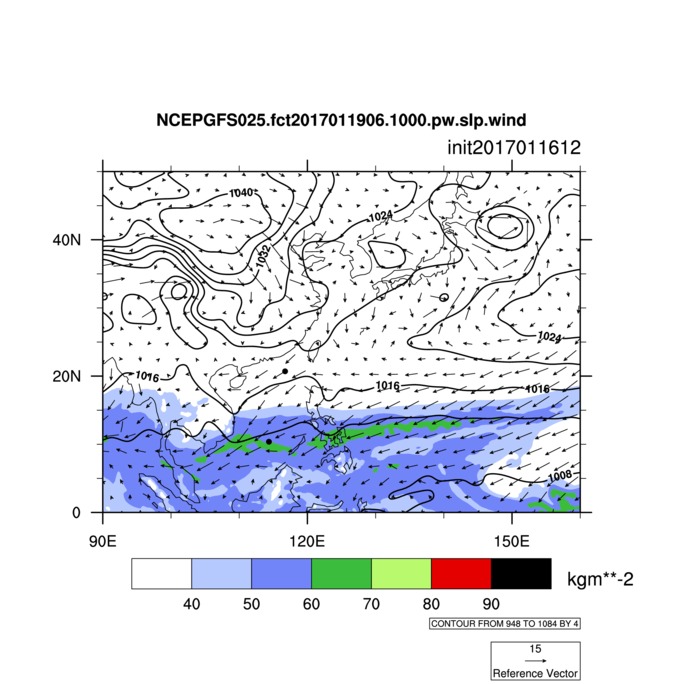 NCEPGFS025.fct2017011906.1000.pw.slp.wind
init2017011612
1040
1024
40N
1032
1024
1016
1016
1016
20N
1008
0
90E
120E
150E
kgm**-2
40
50
60
70
80
90
CONTOUR FROM 948 TO 1084 BY 4
15
Reference Vector